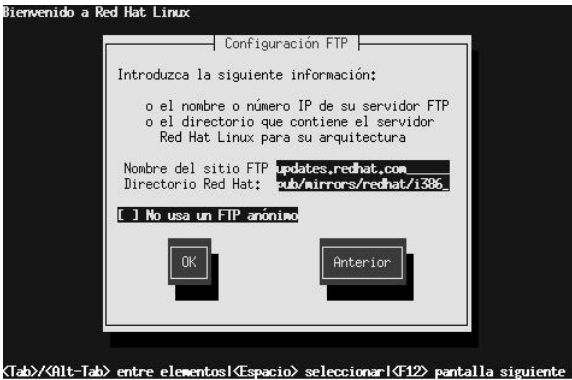 Bienvenido a Red Hat Linux
Configuración FTP
Introduzca la siguiente información:
o el nombre o número IP de su servidor FTP
o el directorio que contiene el servidor
Red Hat Linux para su arquitectura
Nombre del sitio FTP updates.redhat.com______
Directorio Red Hat: pub/mirrors/redhat/i386_
[ ] No usa un FTP anónimo
OK Anterior
<Tab>/<Alt-Tab> entre elementos|<Espacio> seleccionar|<F12> pantalla siguiente